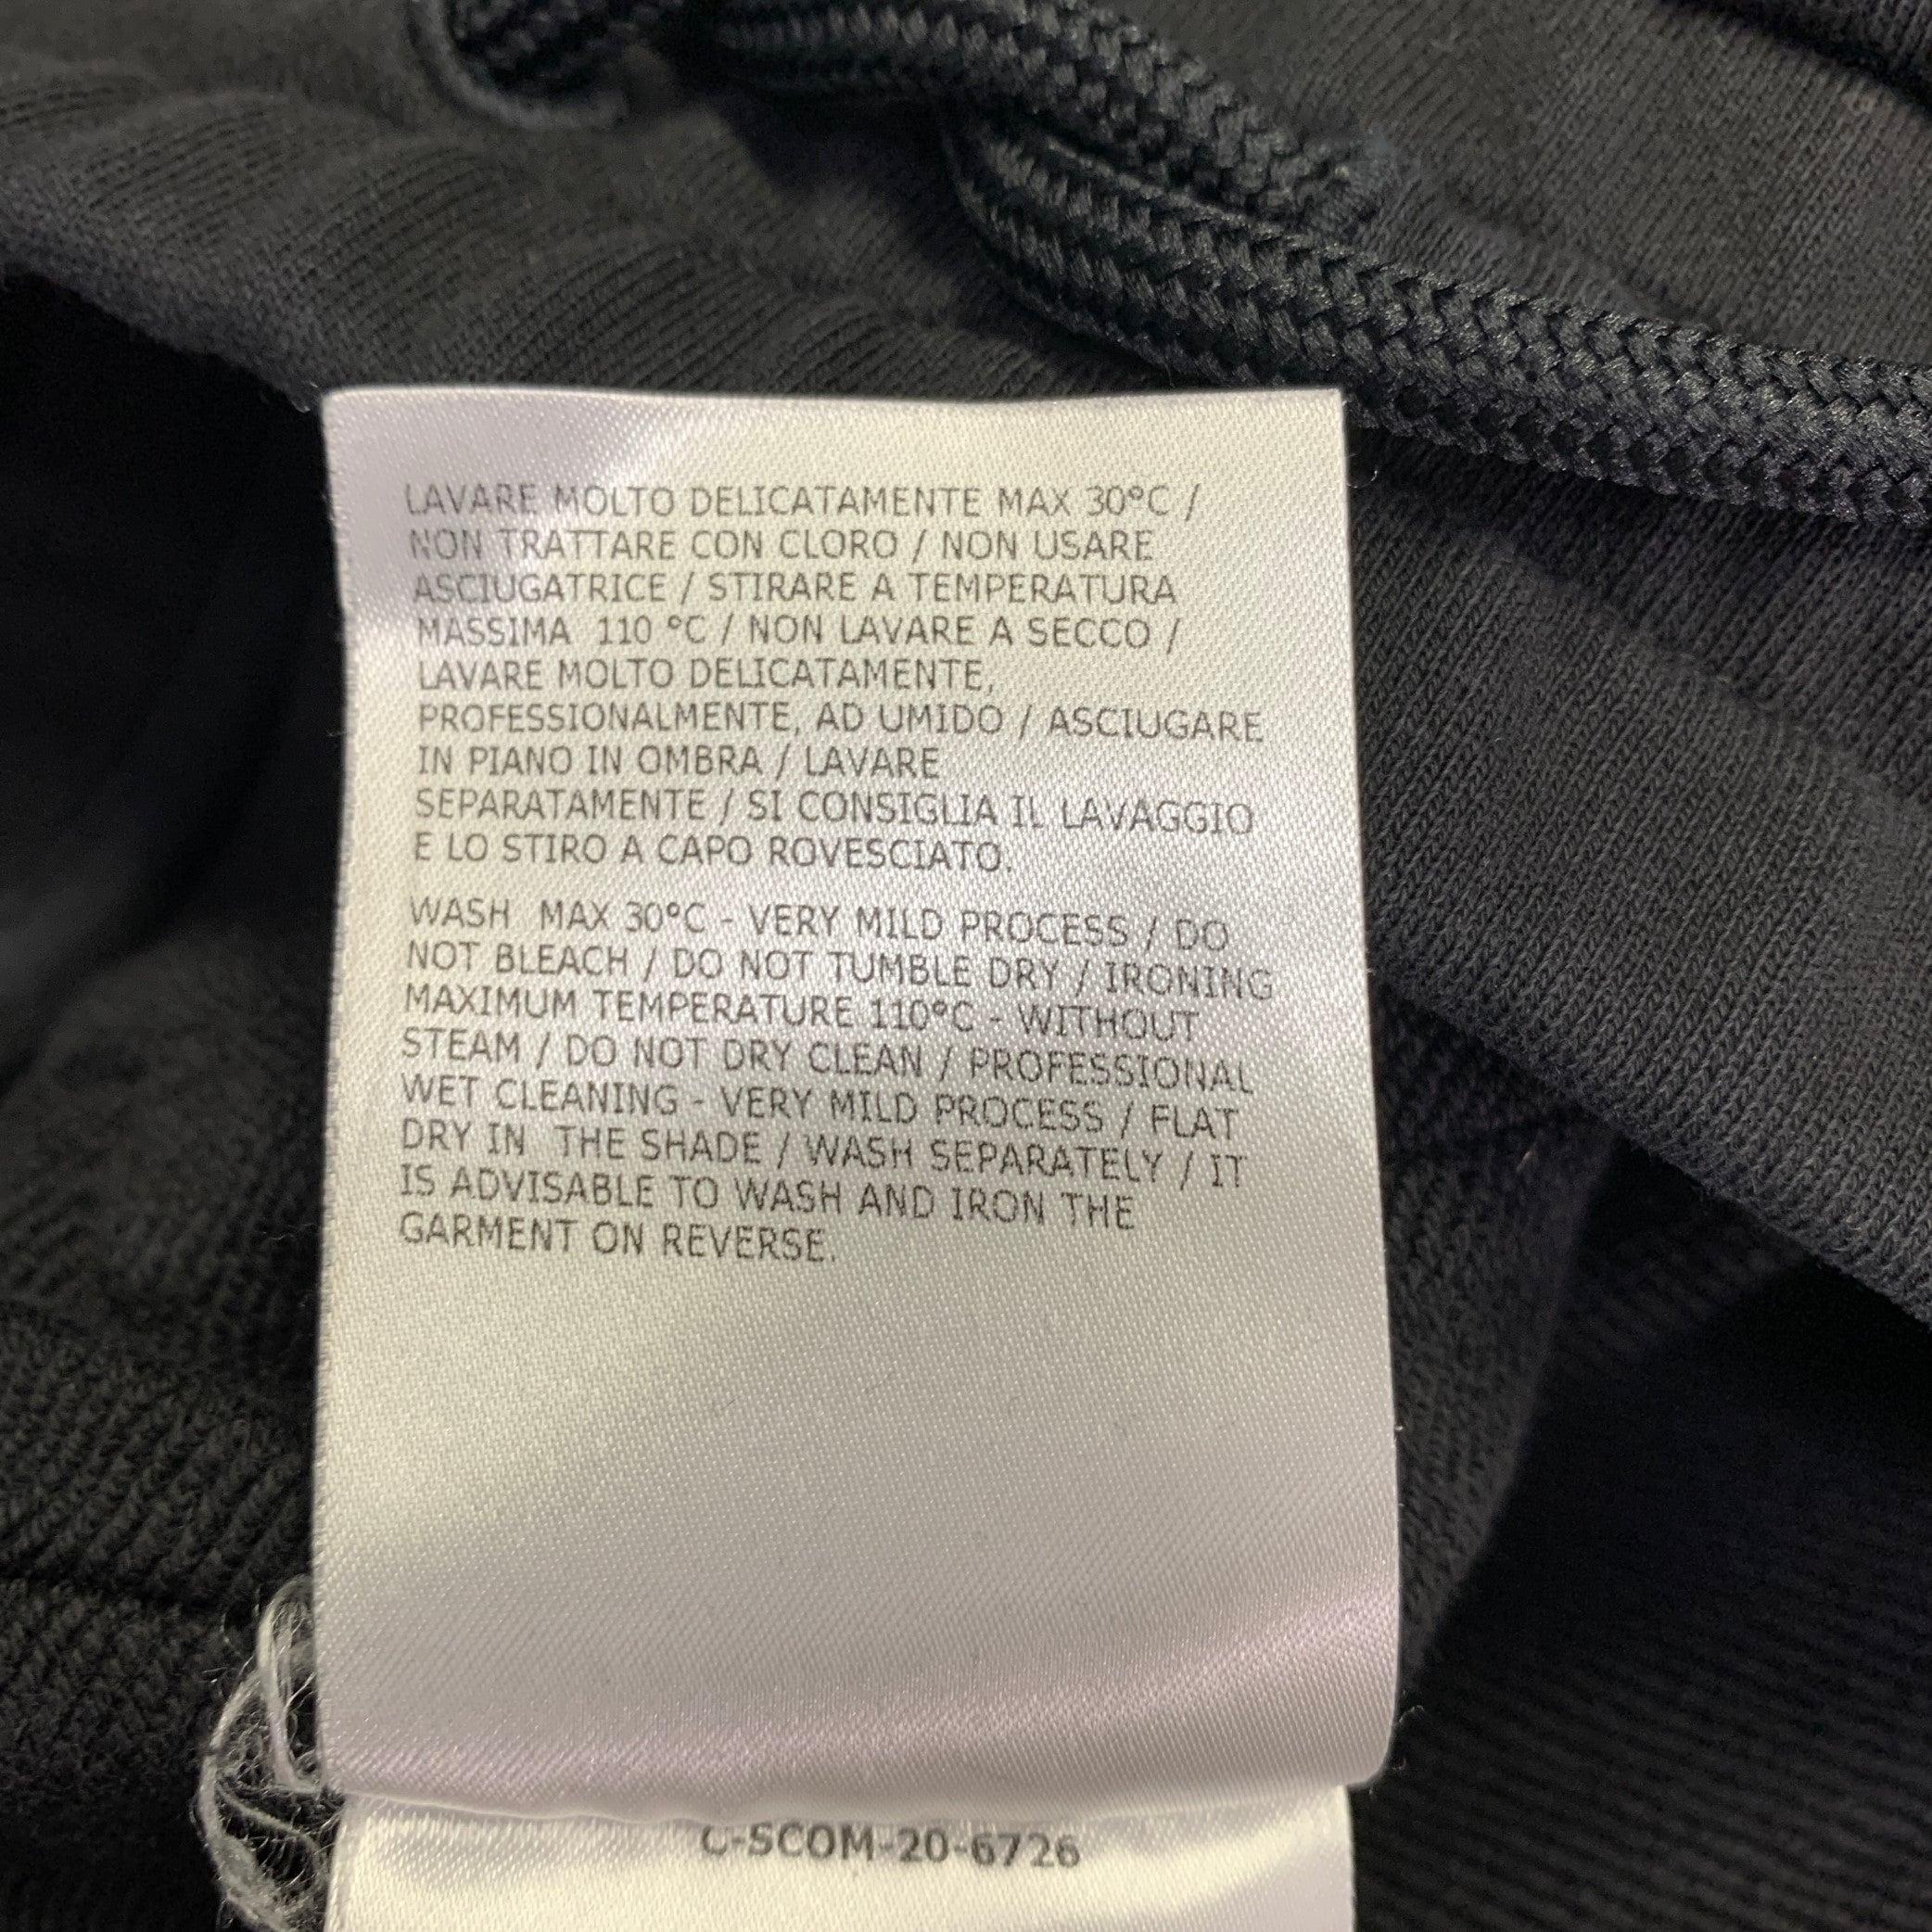 LAVARE MOLTO DELICATAMENTE MAX 30°C /
NON TRATTARE CON CLORO / NON USARE
ASCIUGATRICE / STIRARE A TEMPERATURA
MASSIMA 110 °C / NON LAVARE A SECCO /
LAVARE MOLTO DELICATAMENTE,
PROFESSIONALMENTE, AD UMIDO / ASCIUGARE
IN PIANO IN OMBRA / LAVARE
SEPARATAMENTE / SI CONSIGLIA IL LAVAGGIO
E LO STIRO A CAPO ROVESCIATO.
WASH MAX 30°C - VERY MILD PROCESS / DO
NOT BLEACH / DO NOT TUMBLE DRY / IRONING
MAXIMUM TEMPERATURE 110°C - WITHOUT
STEAM / DO NOT DRY CLEAN / PROFESSIONAL
WET CLEANING - VERY MILD PROCESS / FLAT
DRY IN THE SHADE / WASH SEPARATELY / IT
IS ADVISABLE TO WASH AND IRON THE
GARMENT ON REVERSE.
C-SCOM-20-6726